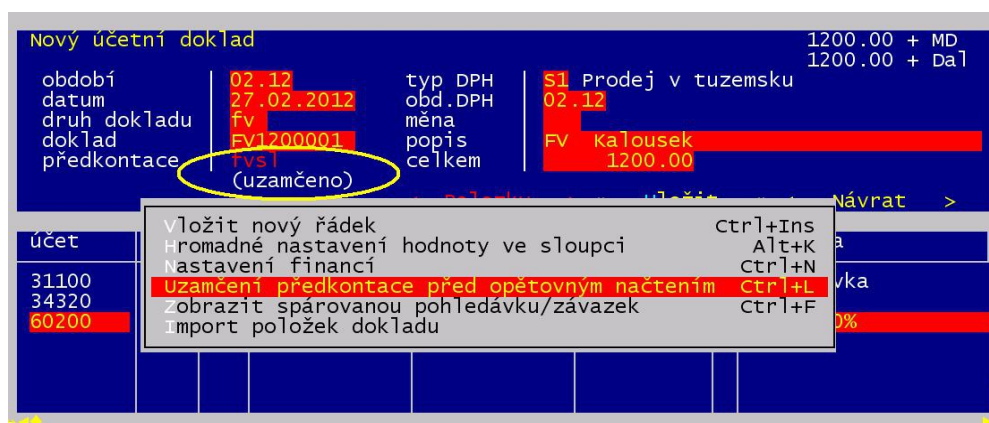 Nový účetní doklad 1200.00 + MD
1200.00 + Dal
období 02.12 typ DPH S1 Prodej v tuzemsku
datum 27.02.2012 obd.DPH 02.12
druh dokladu fv měna
doklad FV1200001 popis FV Kalousek
předkontace fvsl celkem 1200.00
(uzamčeno)
Návrat >
Vložit nový řádek Ctrl+Ins
Hromadné nastavení hodnoty ve sloupci Alt+K
Nastavení financí Ctrl+N
Uzamčení předkontace před opětovným načtením Ctrl+L
Zobrazit spárovanou pohledávku/závazek Ctrl+F
Import položek dokladu
účet
31100
34320
60200